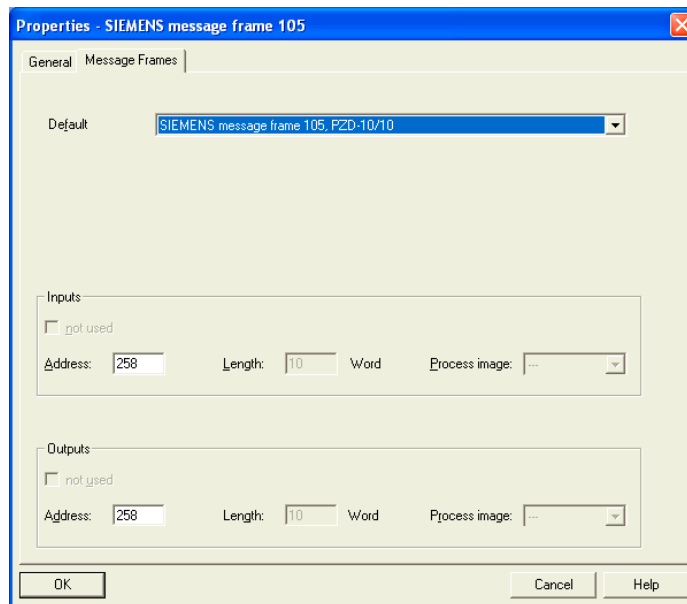 Properties - SIEMENS message frame 105
General Message Frames
Default SIEMENS message frame 105, PZD-10/10
Inputs
not used
Address: 258 Length: 10 Word Process image: ---
Outputs
not used
Address: 258 Length: 10 Word Process image: ---
OK Cancel Help